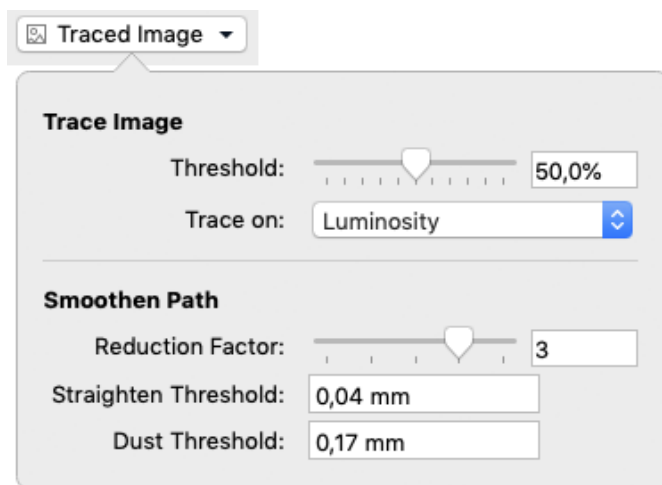 Traced Image
Trace Image
Threshold: 50,0%
Trace on: Luminosity
Smoothen Path
Reduction Factor: 3
Straighten Threshold: 0,04 mm
Dust Threshold: 0,17 mm